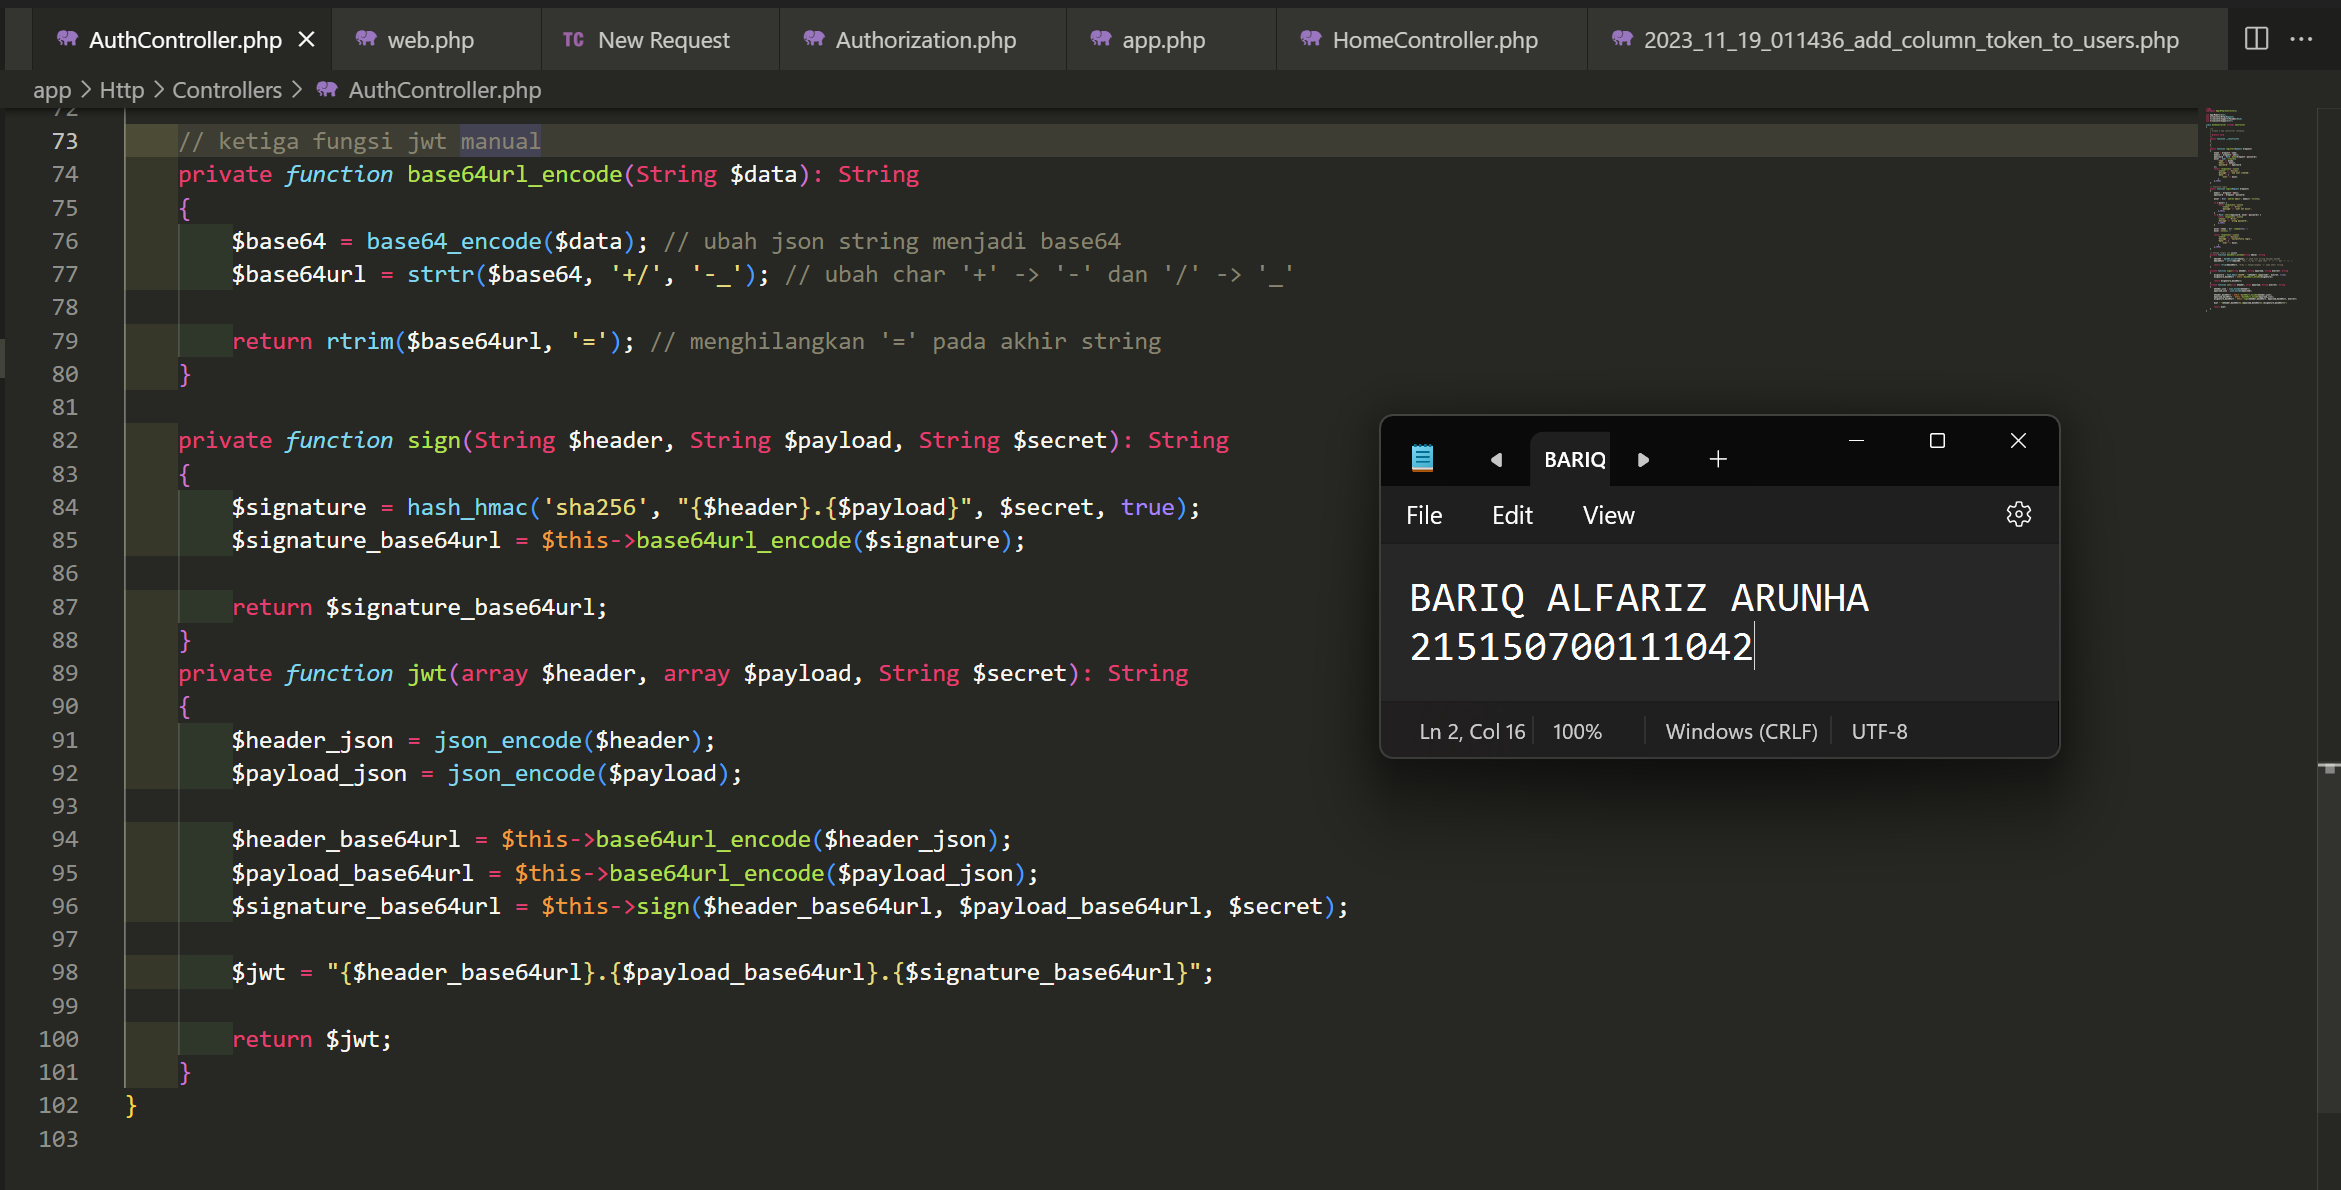 AuthController.php
web.php
TC New Request
Authorization.php
app.php
HomeController.php
2023_11_19_011436_add_column_token_to_users.php
app > Http > Controllers > AuthController.php
72
73 // ketiga fungsi jwt manual
74 private function base64url_encode(String $data): String
75 {
76 $base64 = base64_encode($data); // ubah json string menjadi base64
77 $base64url = strtr($base64, '+/', '-_'); // ubah char '+' -> '-' dan '/' -> '_'
78
79 return rtrim($base64url, '='); // menghilangkan '=' pada akhir string
80 }
81
82 private function sign(String $header, String $payload, String $secret): String
83 {
84 $signature = hash_hmac('sha256', "{$header}.{$payload}", $secret, true);
85 $signature_base64url = $this->base64url_encode($signature);
86
87 return $signature_base64url;
88 }
89 private function jwt(array $header, array $payload, String $secret): String
90 {
91 $header_json = json_encode($header);
92 $payload_json = json_encode($payload);
93
94 $header_base64url = $this->base64url_encode($header_json);
95 $payload_base64url = $this->base64url_encode($payload_json);
96 $signature_base64url = $this->sign($header_base64url, $payload_base64url, $secret);
97
98 $jwt = "{$header_base64url}.{$payload_base64url}.{$signature_base64url}";
99
100 return $jwt;
101 }
102 }
103
BARIQ
File Edit View
BARIQ ALFARIZ ARUNHA
215150700111042
Ln 2, Col 16 100% Windows (CRLF) UTF-8